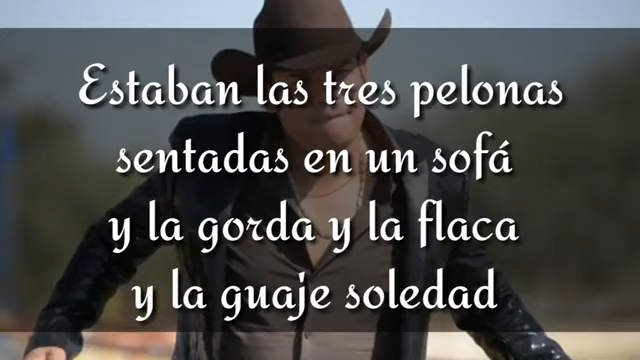 Estaban las tres pelonas
sentadas en un sofá
y la gorda y la flaca
y la guaje soledad